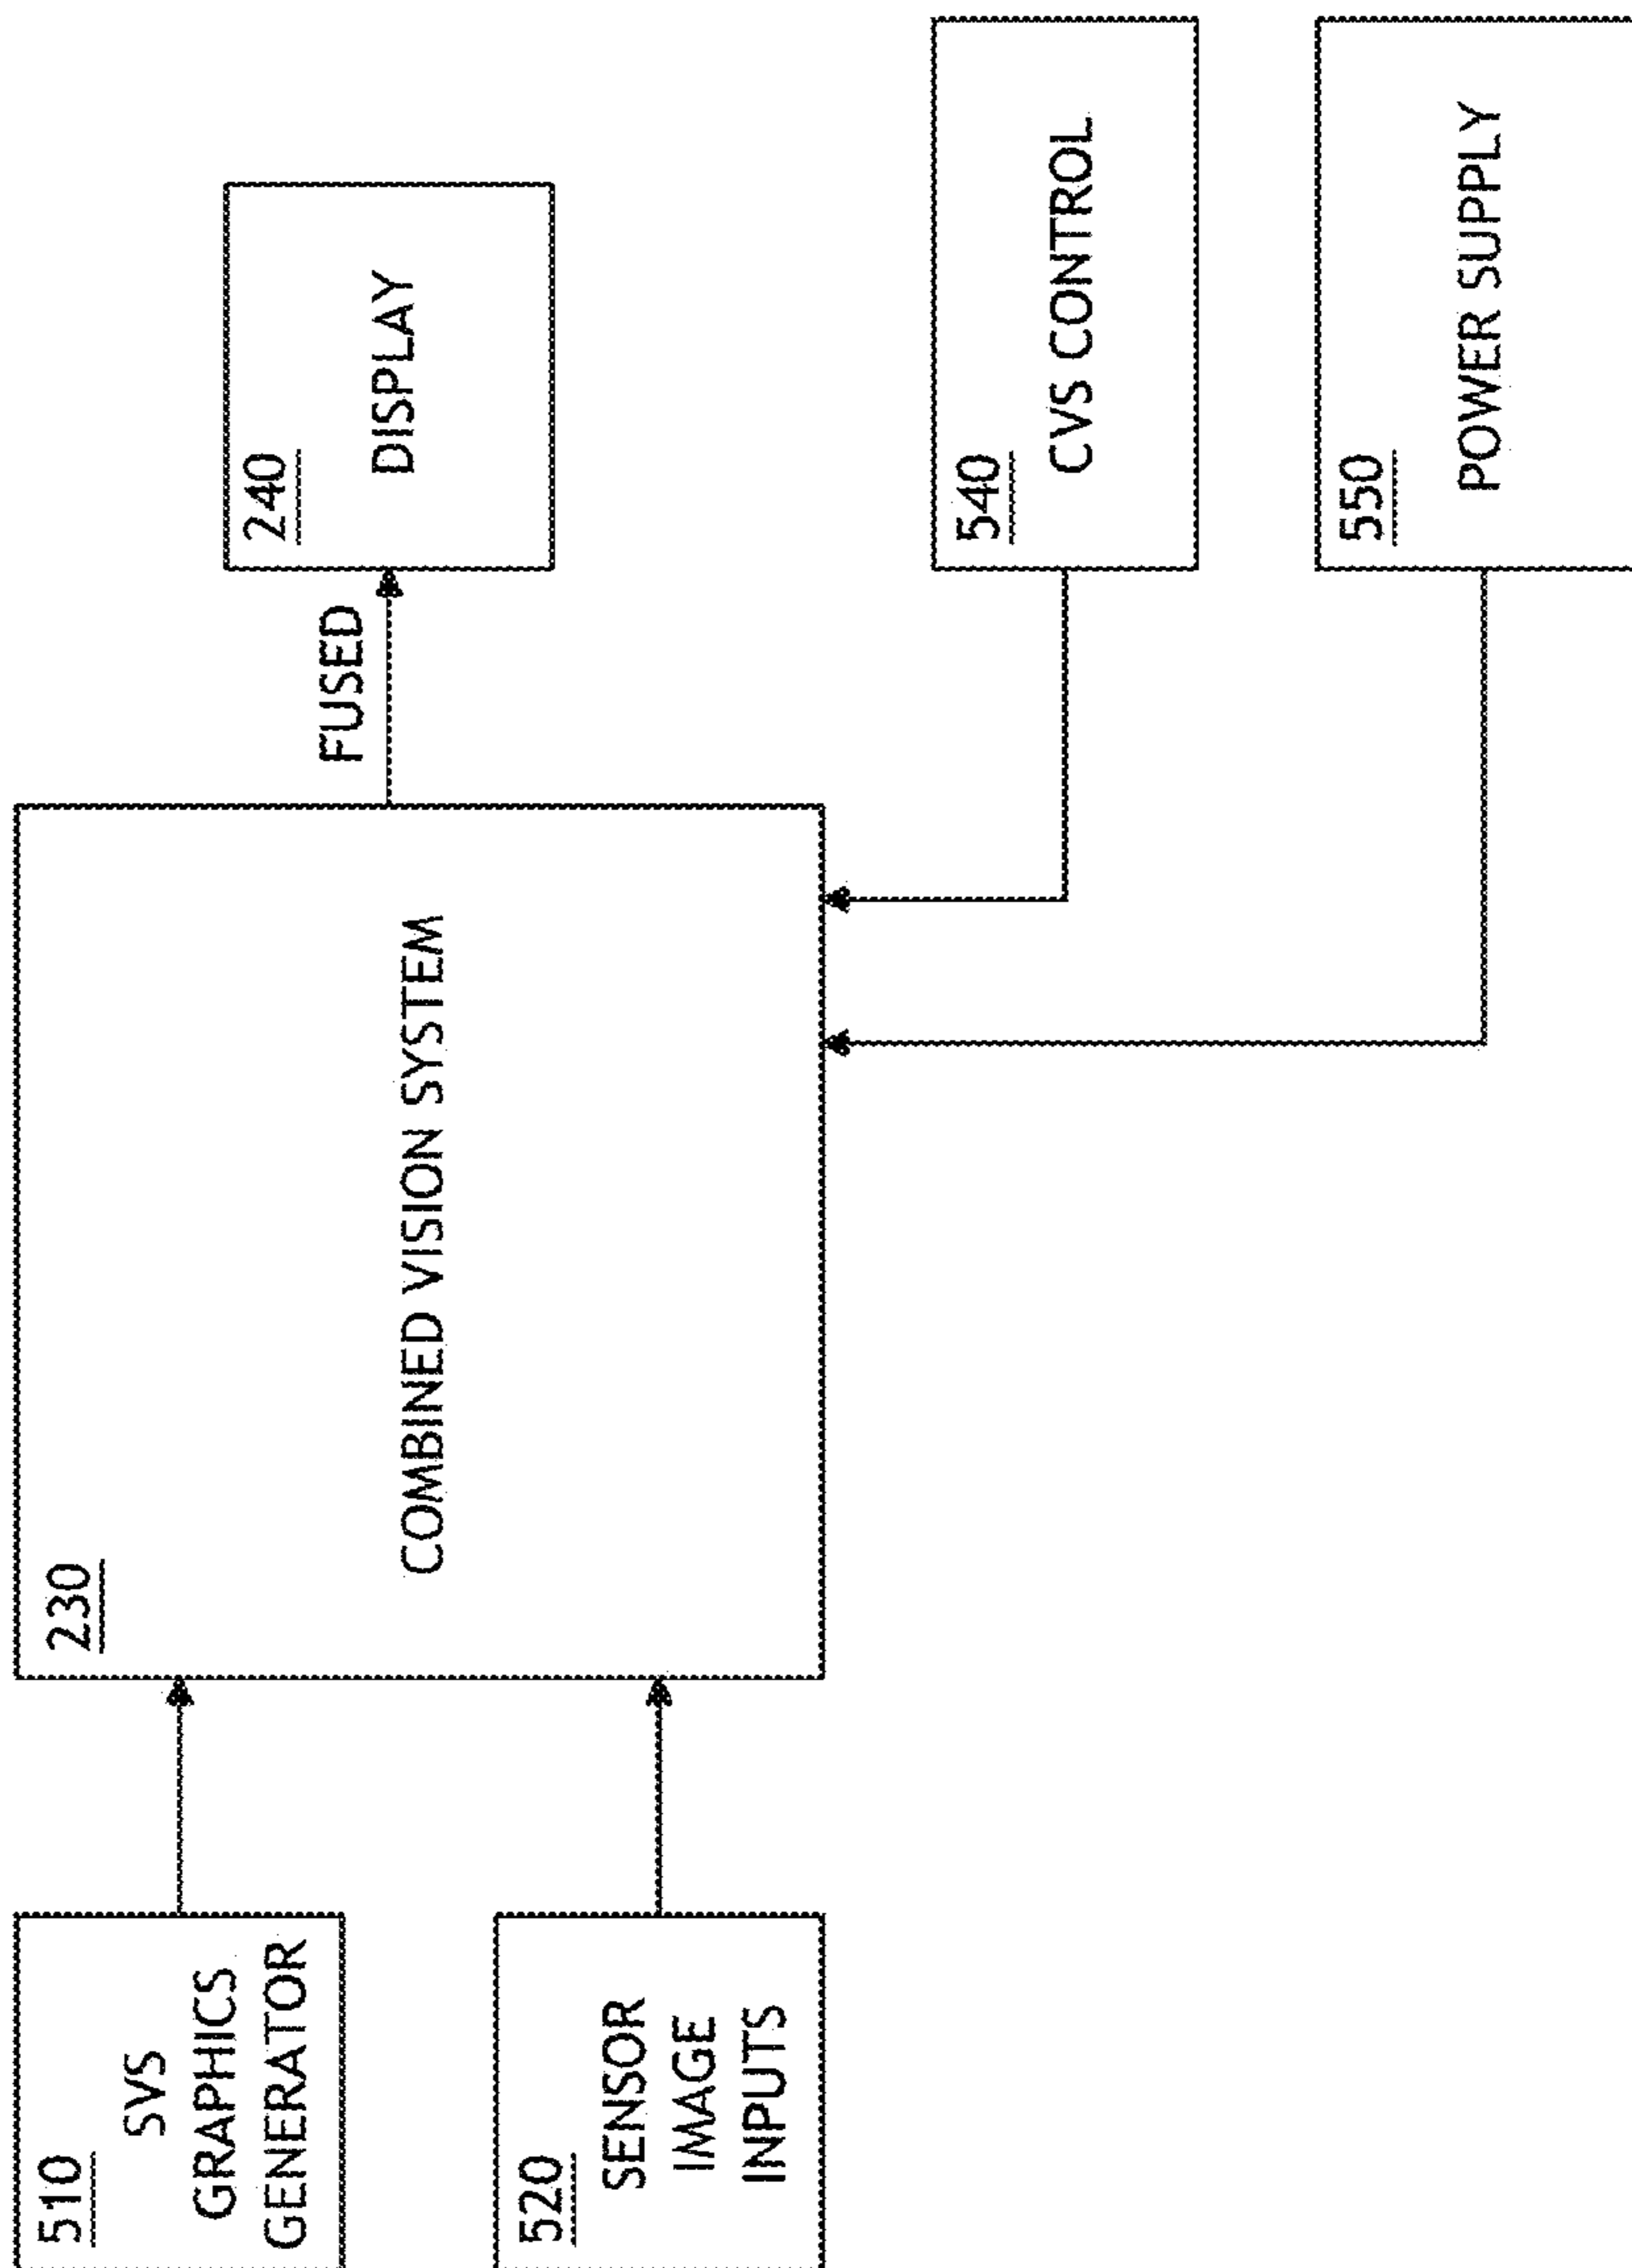 510
SVS
GRAPHICS
GENERATOR
520
SENSOR
IMAGE
INPUTS
230
COMBINED VISION SYSTEM
FUSED
240
DISPLAY
540
CVS CONTROL
550
POWER SUPPLY